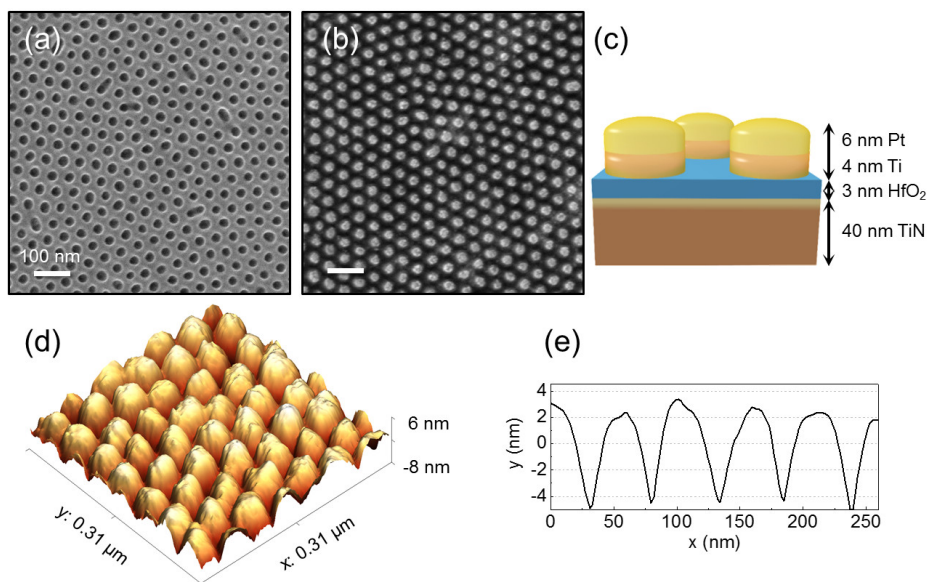 (a)
100 nm
(b)
(c)
6 nm Pt
4 nm Ti
3 nm HfO₂
40 nm TiN
(d)
6 nm
-8 nm
y: 0.31 µm
x: 0.31 µm
(e)
4
2
0
-2
-4
y (nm)
0 50 100 150 200 250
x (nm)